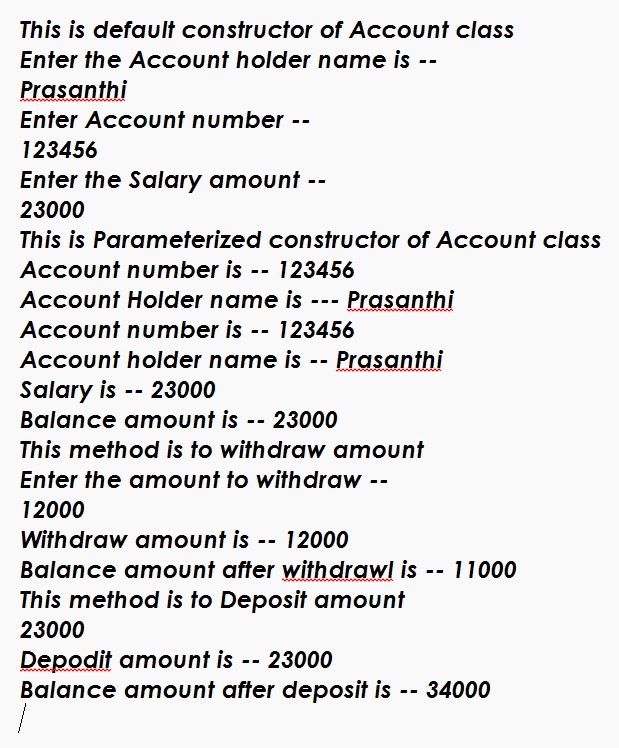 This is default constructor of Account class
Enter the Account holder name is --
Prasanthi
Enter Account number --
123456
Enter the Salary amount --
23000
This is Parameterized constructor of Account class
Account number is -- 123456
Account Holder name is --- Prasanthi
Account number is -- 123456
Account holder name is -- Prasanthi
Salary is -- 23000
Balance amount is -- 23000
This method is to withdraw amount
Enter the amount to withdraw --
12000
Withdraw amount is -- 12000
Balance amount after withdrawl is -- 11000
This method is to Deposit amount
23000
Depodit amount is -- 23000
Balance amount after deposit is -- 34000